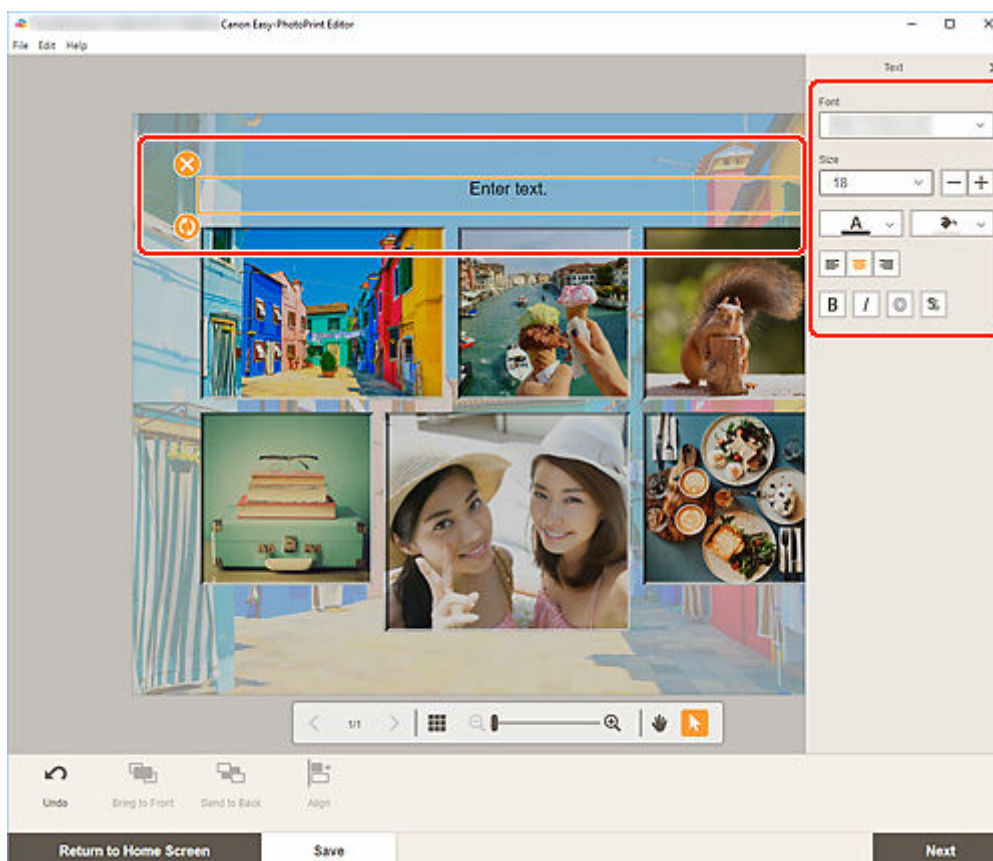 Canon Easy-PhotoPrint Editor
File Edit Help
Text
Font
Size
18
A
B I S
Enter text.
1/1
Undo Bring to Front Send to Back Align
Return to Home Screen Save Next